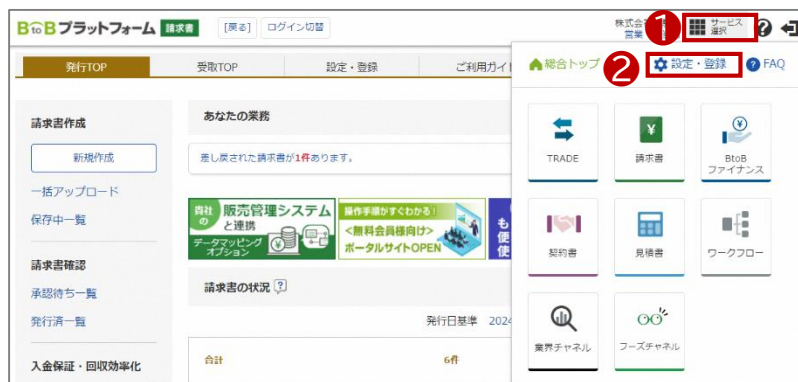 BtoBプラットフォーム 請求書 [戻る] ログイン切替
株式会
営業
1
サービス
選択
発行TOP 受取TOP 設定・登録 ご利用ガイ
総合トップ 2 設定・登録 FAQ
請求書作成
新規作成
一括アップロード
保存中一覧
請求書確認
承認待ち一覧
発行済一覧
入金保証・回収効率化
あなたの業務
差し戻された請求書が1件あります。
貴社の 販売管理システムと連携
データマッピングオプション
操作手順がすぐわかる!
<無料会員様向け>
ポータルサイトOPEN
も
便
使
請求書の状況 ?
発行日基準 2024
合計 6件
TRADE 請求書 BtoB
ファイナンス
契約書 見積書 ワークフロー
業界チャネル フーズチャネル